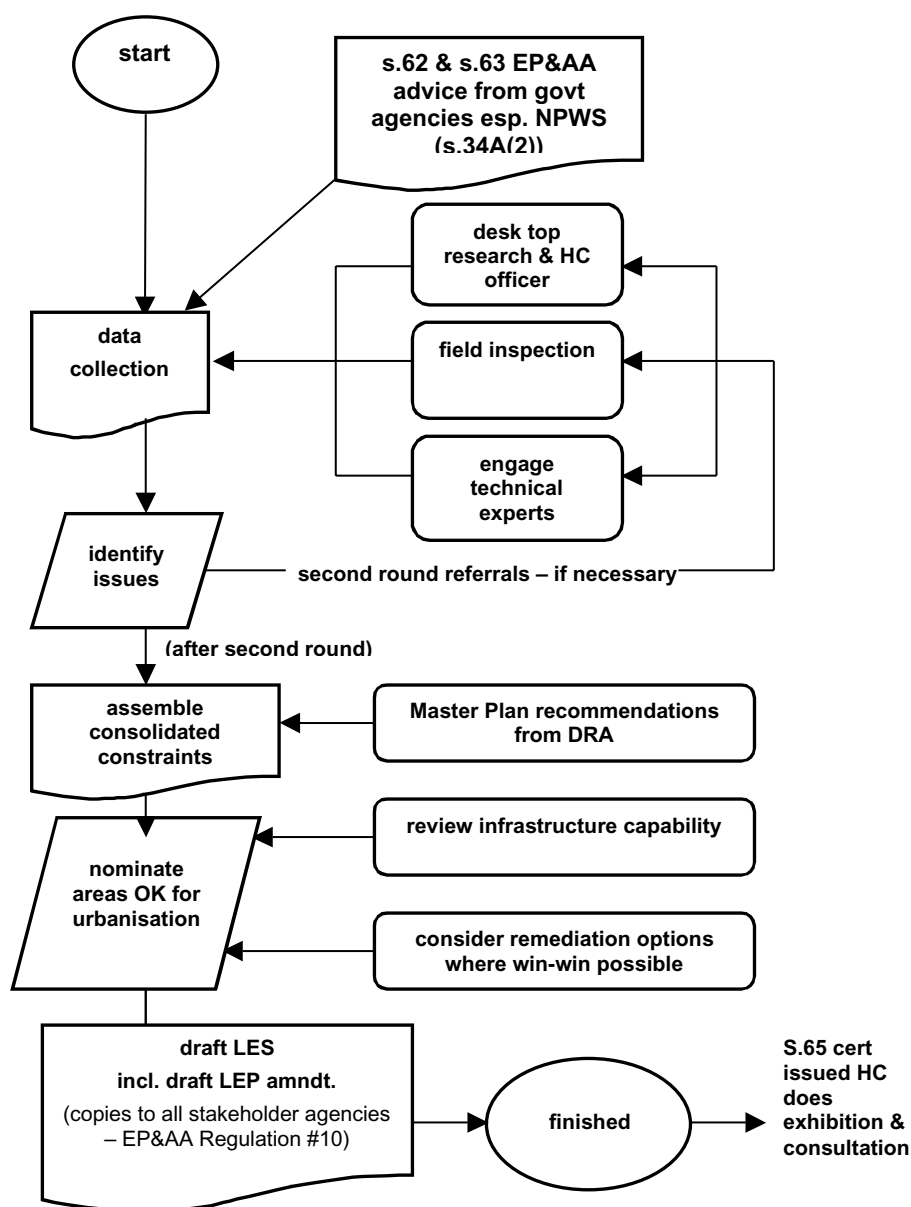 start
s.62 & s.63 EP&AA
advice from govt
agencies esp. NPWS
(s.34A(2))
desk top
research & HC
officer
data
collection
field inspection
engage
technical
experts
identify
issues
second round referrals – if necessary
(after second round)
assemble
consolidated
constraints
Master Plan recommendations
from DRA
review infrastructure capability
nominate
areas OK for
urbanisation
consider remediation options
where win-win possible
draft LES
incl. draft LEP amndt.
(copies to all stakeholder agencies
– EP&AA Regulation #10)
finished
S.65 cert
issued HC
does
exhibition &
consultation